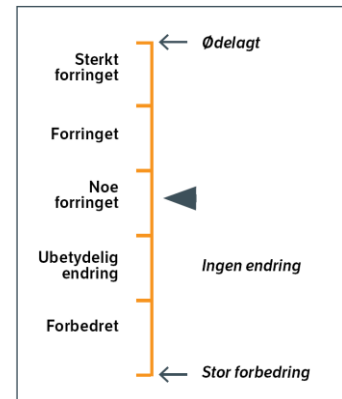 Ødelagt
Sterkt
forringet
Forringet
Noe
forringet
Ubetydelig
endring
Ingen endring
Forbedret
Stor forbedring